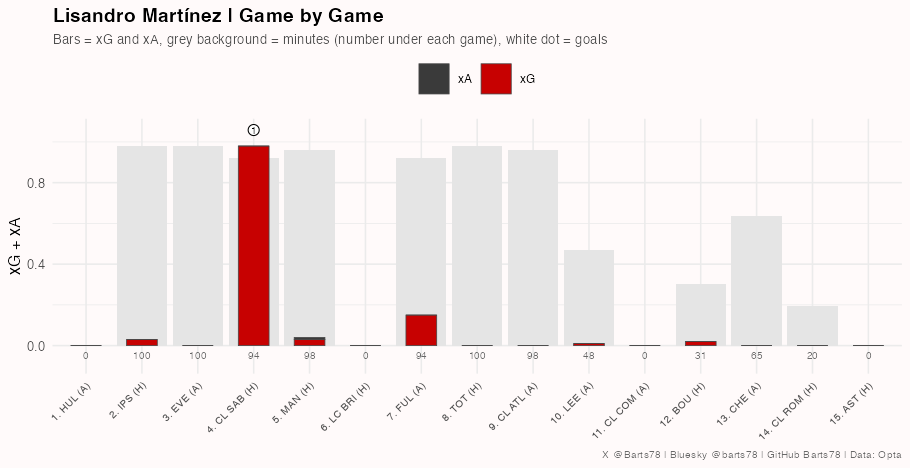 Lisandro Martínez | Game by Game
Bars = xG and xA, grey background = minutes (number under each game), white dot = goals
xA xG
1
xG + xA
0.8
0.4
0.0
0 100 100 94 98 0 94 100 98 48 0 31 65 20 0
1. HUL (A)
2. IPS (H)
3. EVE (A)
4. CL SAB (H)
5. MAN (H)
6. LC BRI (H)
7. FUL (A)
8. TOT (H)
9. CL ATL (A)
10. LEE (A)
11. CL COM (A)
12. BOU (H)
13. CHE (A)
14. CL ROM (H)
15. AST (H)
X @Barts78 | Bluesky @barts78 | GitHub Barts78 | Data: Opta